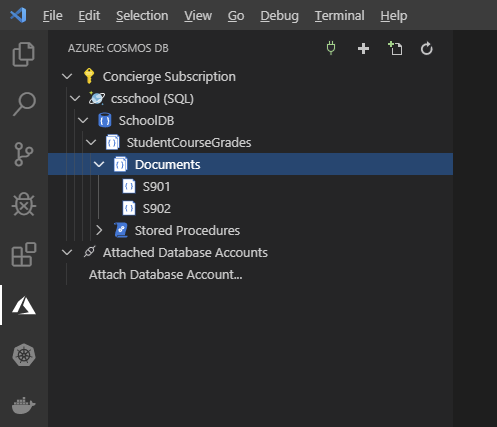 File Edit Selection View Go Debug Terminal Help
AZURE: COSMOS DB
Concierge Subscription
csschool (SQL)
SchoolDB
StudentCourseGrades
Documents
S901
S902
Stored Procedures
Attached Database Accounts
Attach Database Account...